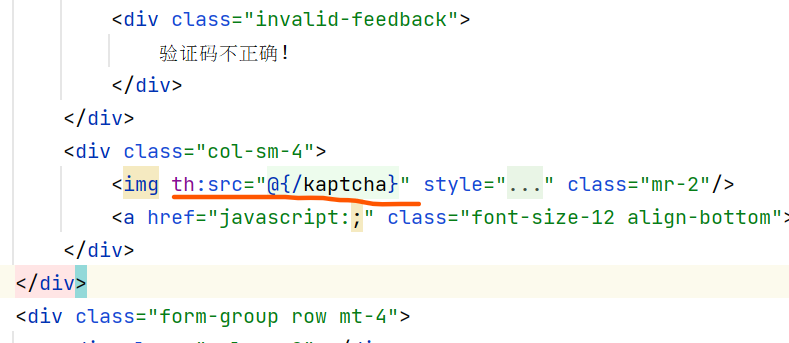 <div class="invalid-feedback">
验证码不正确!
</div>
</div>
<div class="col-sm-4">
<img th:src="@{/kaptcha}" style="..." class="mr-2"/>
<a href="javascript:;" class="font-size-12 align-bottom">
</div>
</div>
<div class="form-group row mt-4">